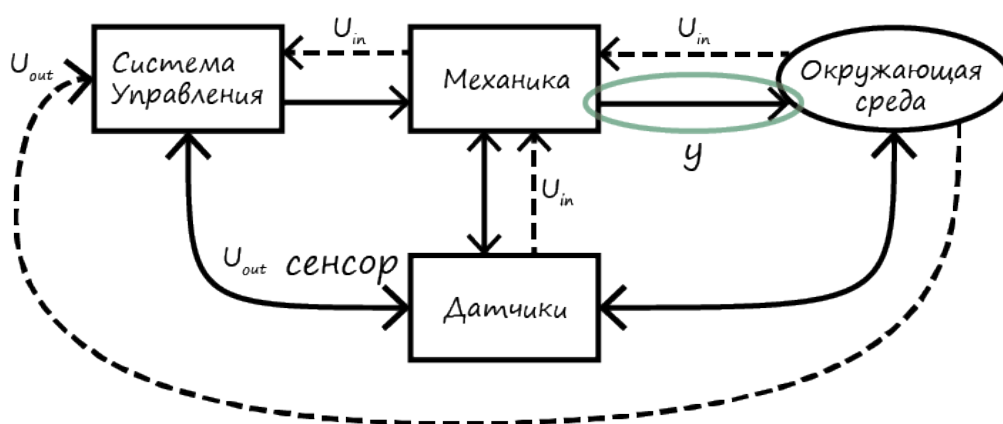 U_in
U_in
U_out
Система
Управления
Механика
Окружающая
среда
y
U_in
U_out сенсор
Датчики